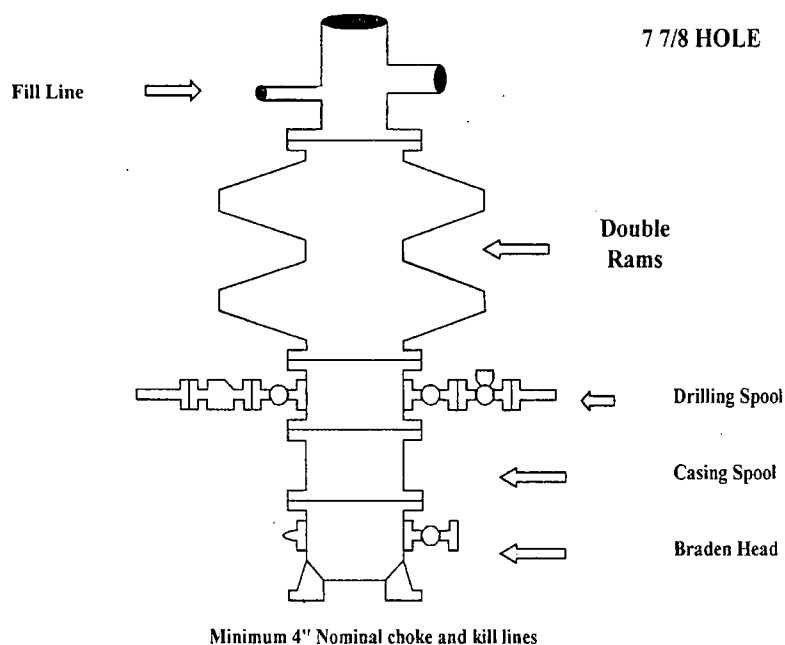 7 7/8 HOLE
Fill Line
Double
Rams
Drilling Spool
Casing Spool
Braden Head
Minimum 4" Nominal choke and kill lines